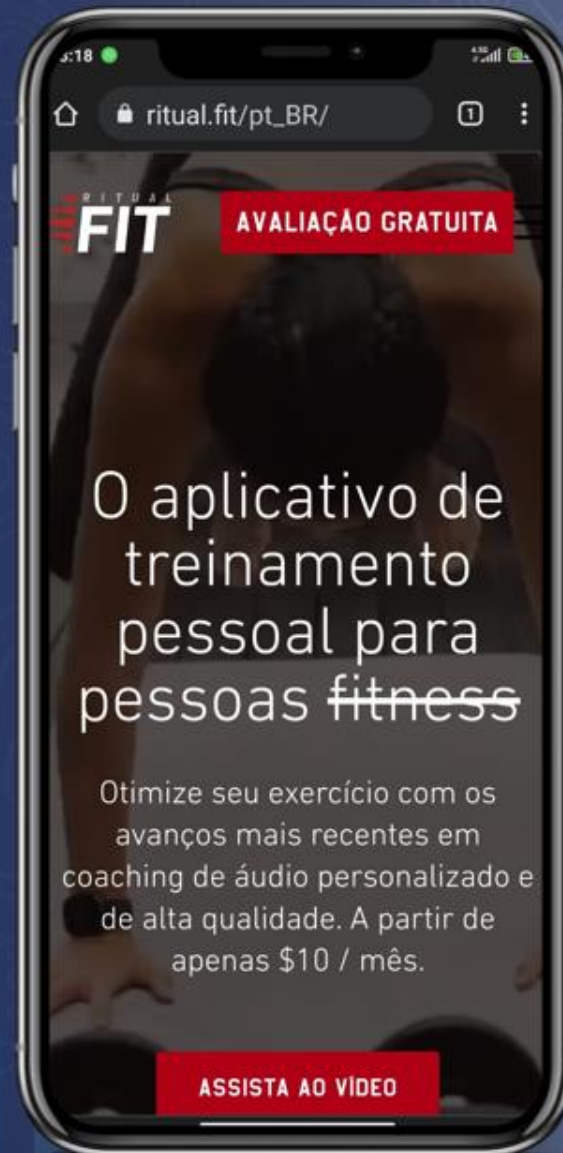 :18
ritual.fit/pt_BR/
1
RITUAL
FIT
AVALIAÇÃO GRATUITA
O aplicativo de
treinamento
pessoal para
pessoas fitness
Otimize seu exercício com os
avanços mais recentes em
coaching de áudio personalizado e
de alta qualidade. A partir de
apenas $10 / mês.
ASSISTA AO VÍDEO